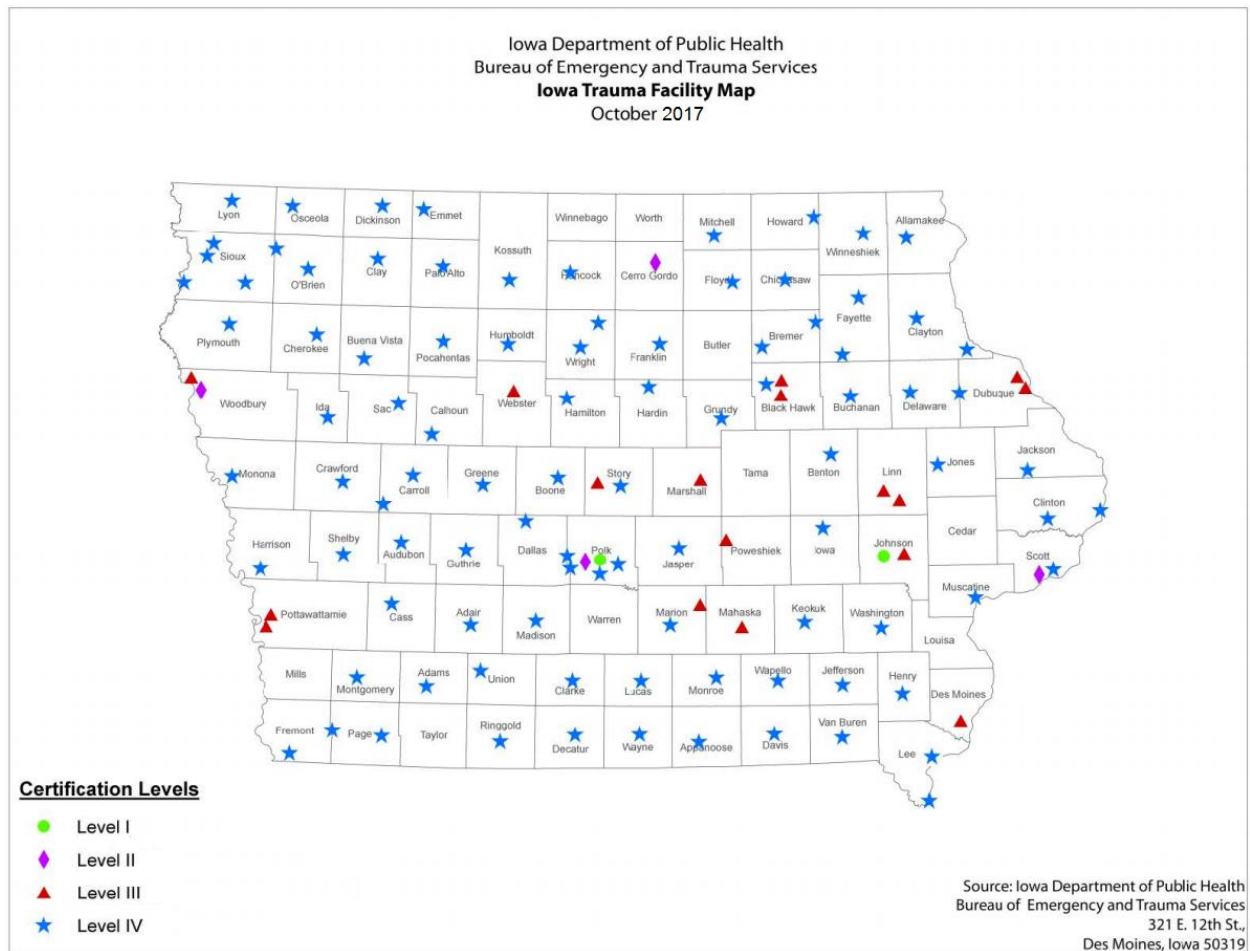 Iowa Department of Public Health
Bureau of Emergency and Trauma Services
Iowa Trauma Facility Map
October 2017
Lyon
Osceola
Dickinson
Emmet
Winnebago
Worth
Mitchell
Howard
Allamakee
Winneshiek
Kossuth
Sioux
O'Brien
Clay
Palo Alto
Hancock
Cerro Gordo
Floyd
Chickasaw
Fayette
Clayton
Plymouth
Cherokee
Buena Vista
Pocahontas
Humboldt
Wright
Franklin
Butler
Bremer
Woodbury
Ida
Sac
Calhoun
Webster
Hamilton
Hardin
Grundy
Black Hawk
Buchanan
Delaware
Dubuque
Monona
Crawford
Carroll
Greene
Boone
Story
Marshall
Tama
Benton
Linn
Jones
Jackson
Clinton
Harrison
Shelby
Audubon
Guthrie
Dallas
Polk
Jasper
Poweshiek
Iowa
Johnson
Cedar
Scott
Muscatine
Pottawattamie
Cass
Adair
Madison
Warren
Marion
Mahaska
Keokuk
Washington
Louisa
Mills
Montgomery
Adams
Union
Clarke
Lucas
Monroe
Wapello
Jefferson
Henry
Des Moines
Fremont
Page
Taylor
Ringgold
Decatur
Wayne
Appanoose
Davis
Van Buren
Lee
Certification Levels
Level I
Level II
Level III
Level IV
Source: Iowa Department of Public Health
Bureau of Emergency and Trauma Services
321 E. 12th St.,
Des Moines, Iowa 50319